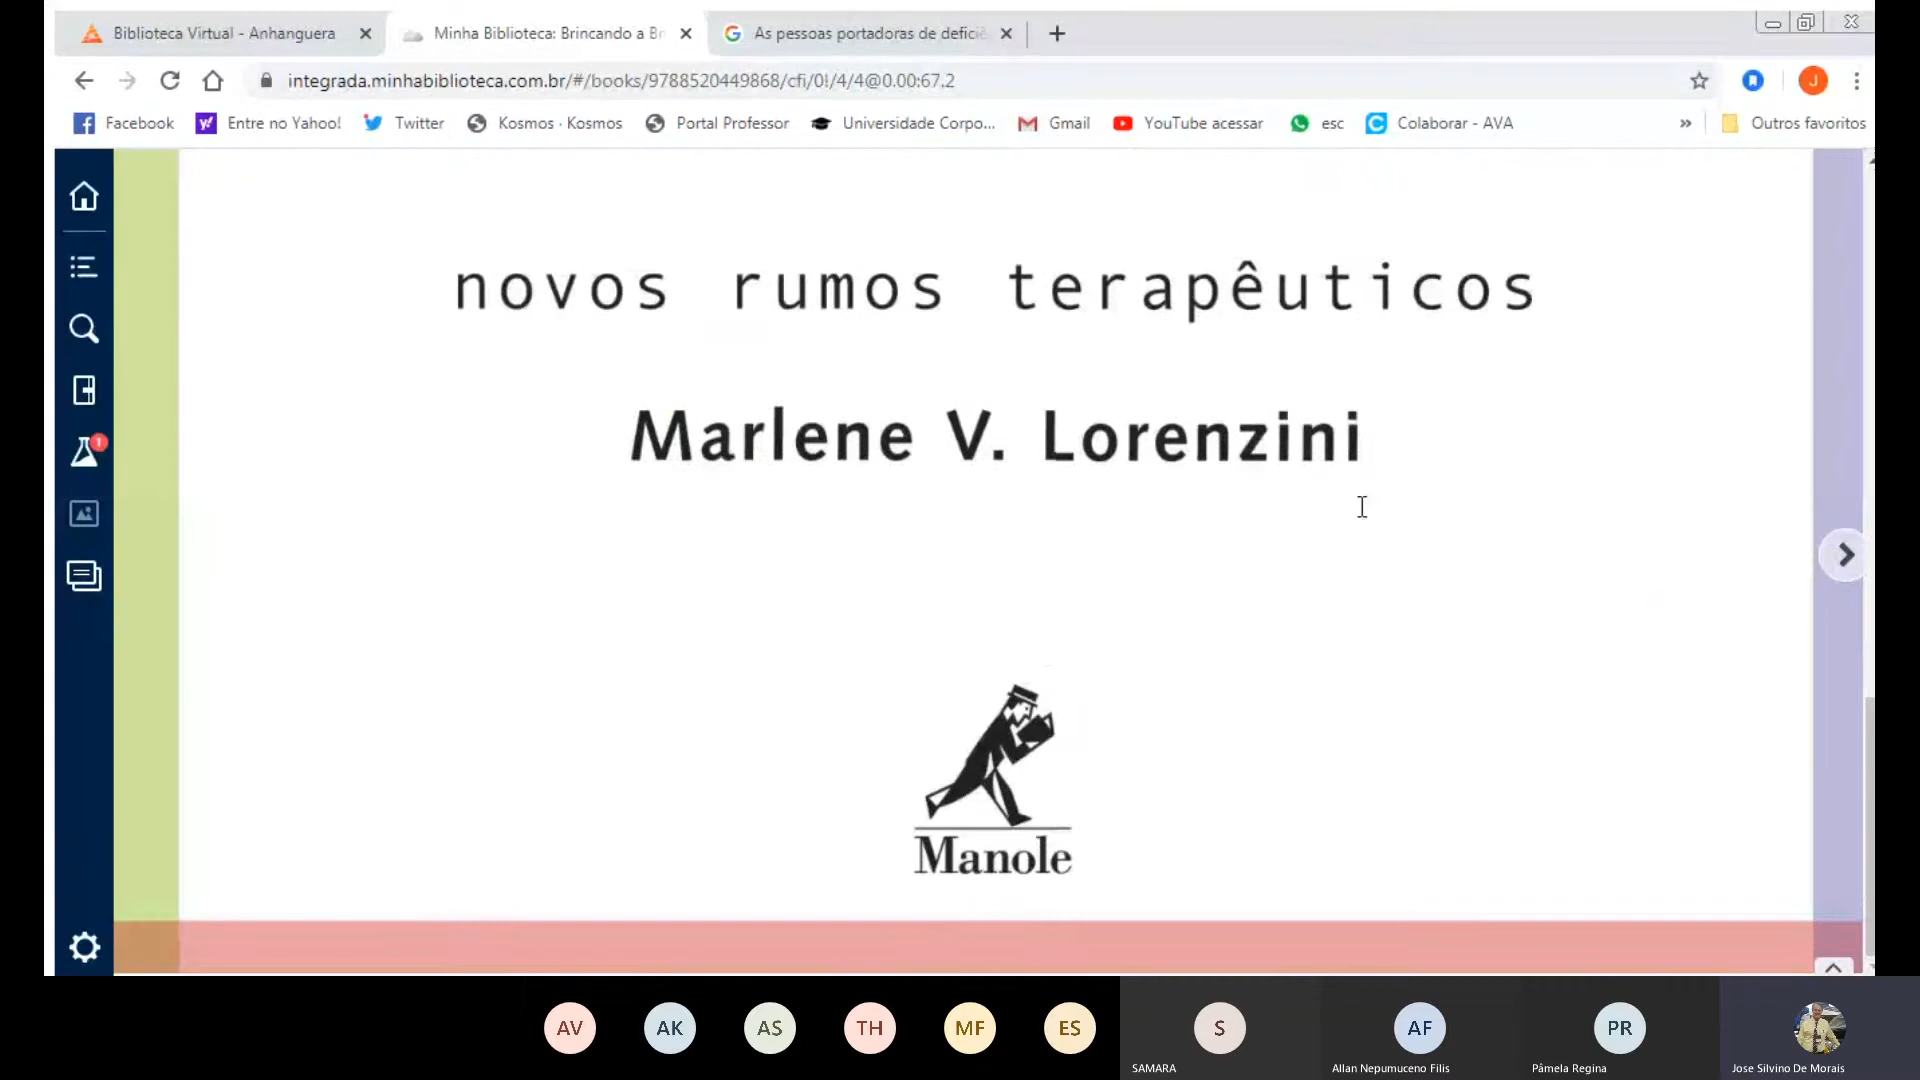 Biblioteca Virtual - Anhanguera
Minha Biblioteca: Brincando a Br
As pessoas portadoras de defici
integrada.minhabiblioteca.com.br/#/books/9788520449868/cfi/0!/4/4@0.00:67.2
J
Facebook
Entre no Yahoo!
Twitter
Kosmos · Kosmos
Portal Professor
Universidade Corpo...
Gmail
YouTube acessar
esc
Colaborar - AVA
»
Outros favoritos
novos rumos terapêuticos
Marlene V. Lorenzini
1
Manole
AV
AK
AS
TH
MF
ES
S
AF
PR
SAMARA
Allan Nepumuceno Filis
Pâmela Regina
Jose Silvino De Morais